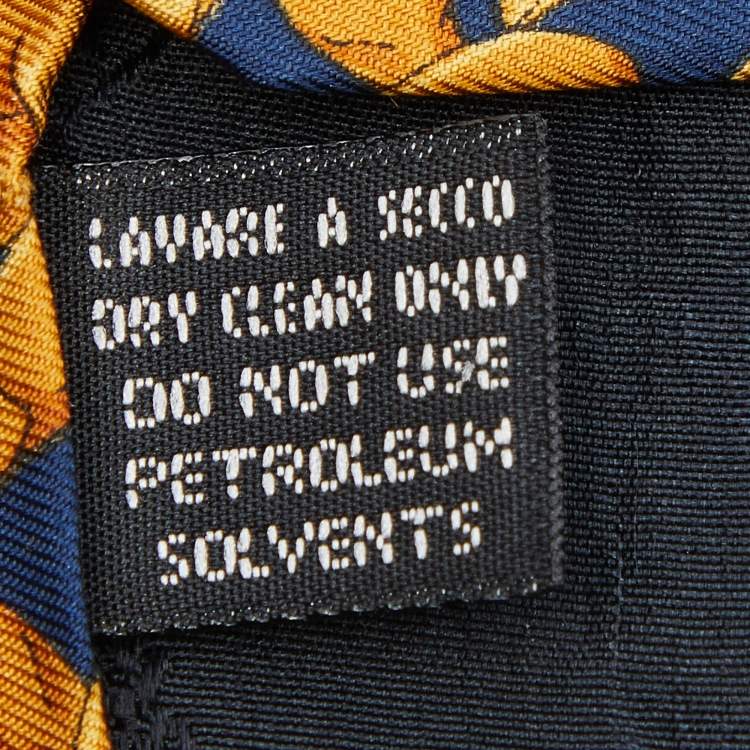 LAVARE A SECCO
DRY CLEAN ONLY
DO NOT USE
PETROLEUM
SOLVENTS